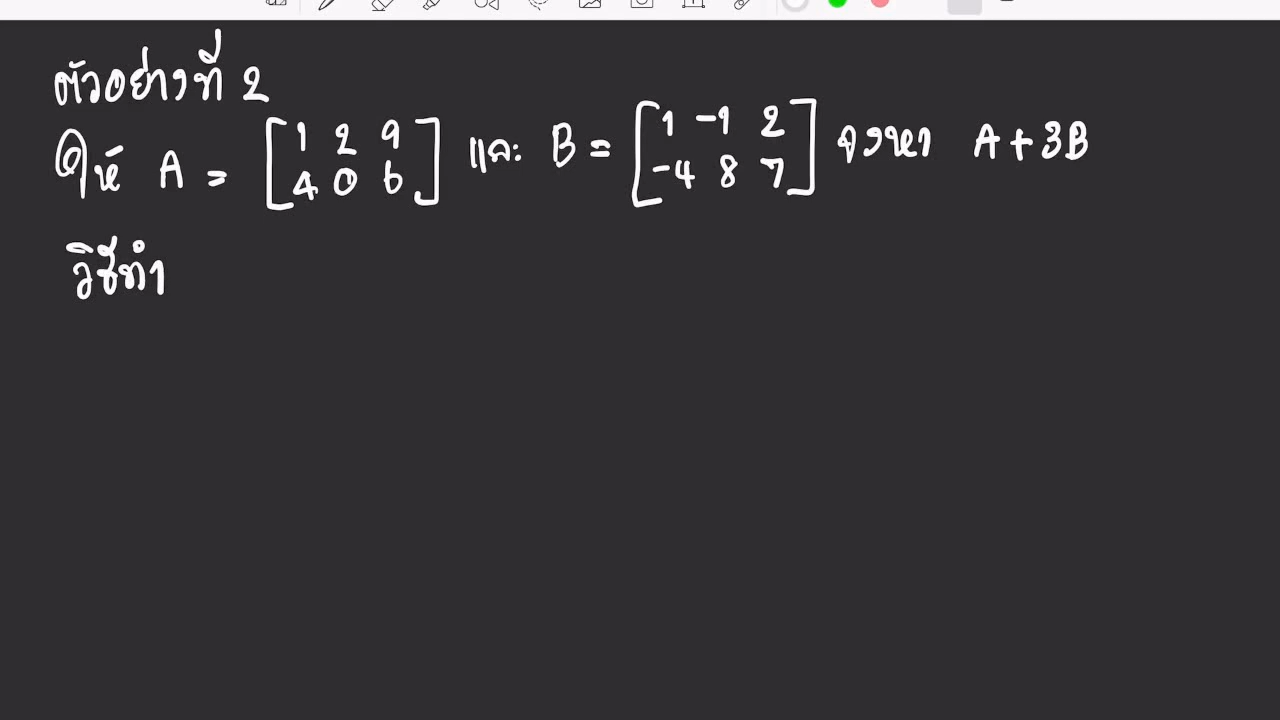 ตัวอย่างที่ 2
ให้ A = [1 2 9 และ B = [1 -1 2 จงหา A + 3B
4 0 6] -4 8 7]
วิธีทำ